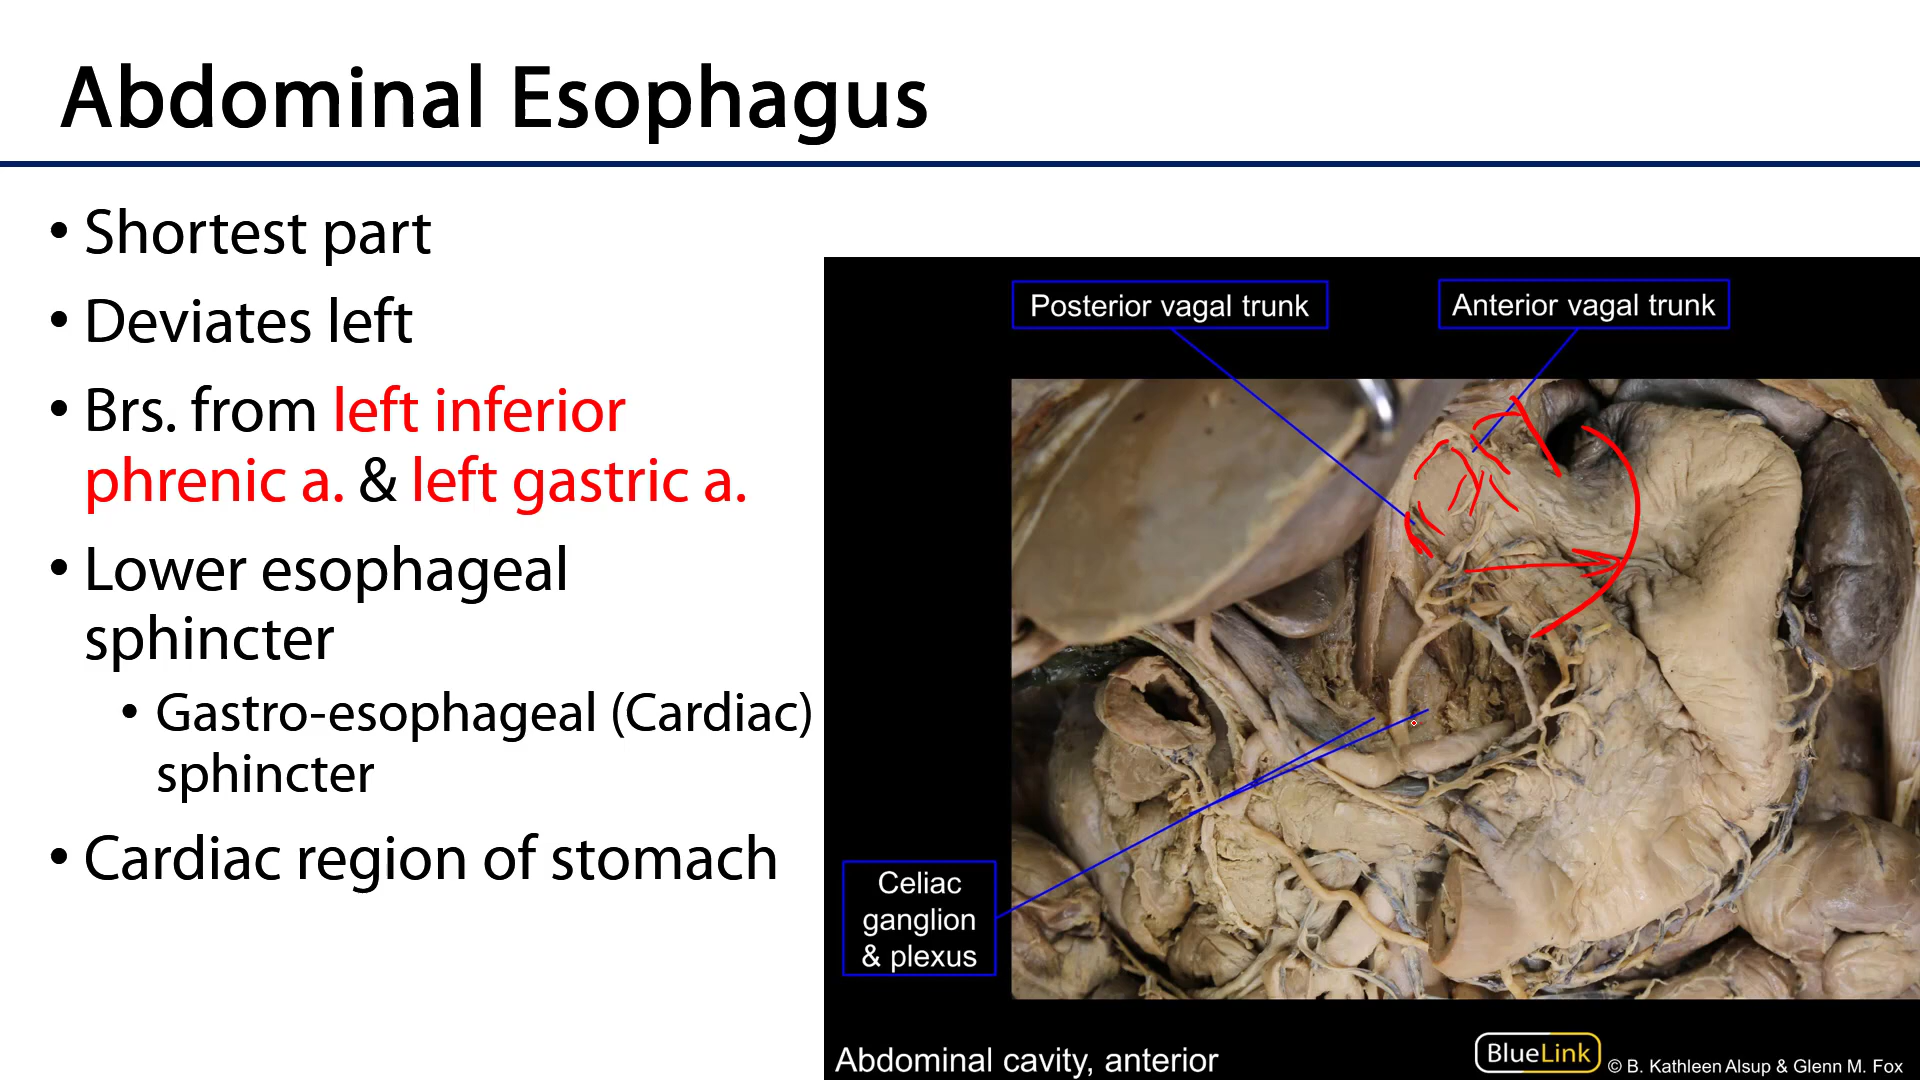 Abdominal Esophagus
• Shortest part
• Deviates left
• Brs. from left inferior
phrenic a. & left gastric a.
• Lower esophageal
sphincter
• Gastro-esophageal (Cardiac)
sphincter
• Cardiac region of stomach
Posterior vagal trunk
Anterior vagal trunk
Celiac
ganglion
& plexus
Abdominal cavity, anterior
BlueLink
© B. Kathleen Alsup & Glenn M. Fox